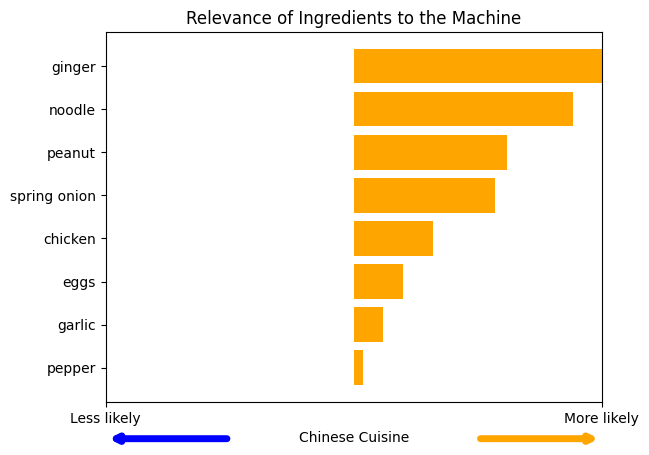 Relevance of Ingredients to the Machine
ginger
noodle
peanut
spring onion
chicken
eggs
garlic
pepper
Less likely
More likely
Chinese Cuisine